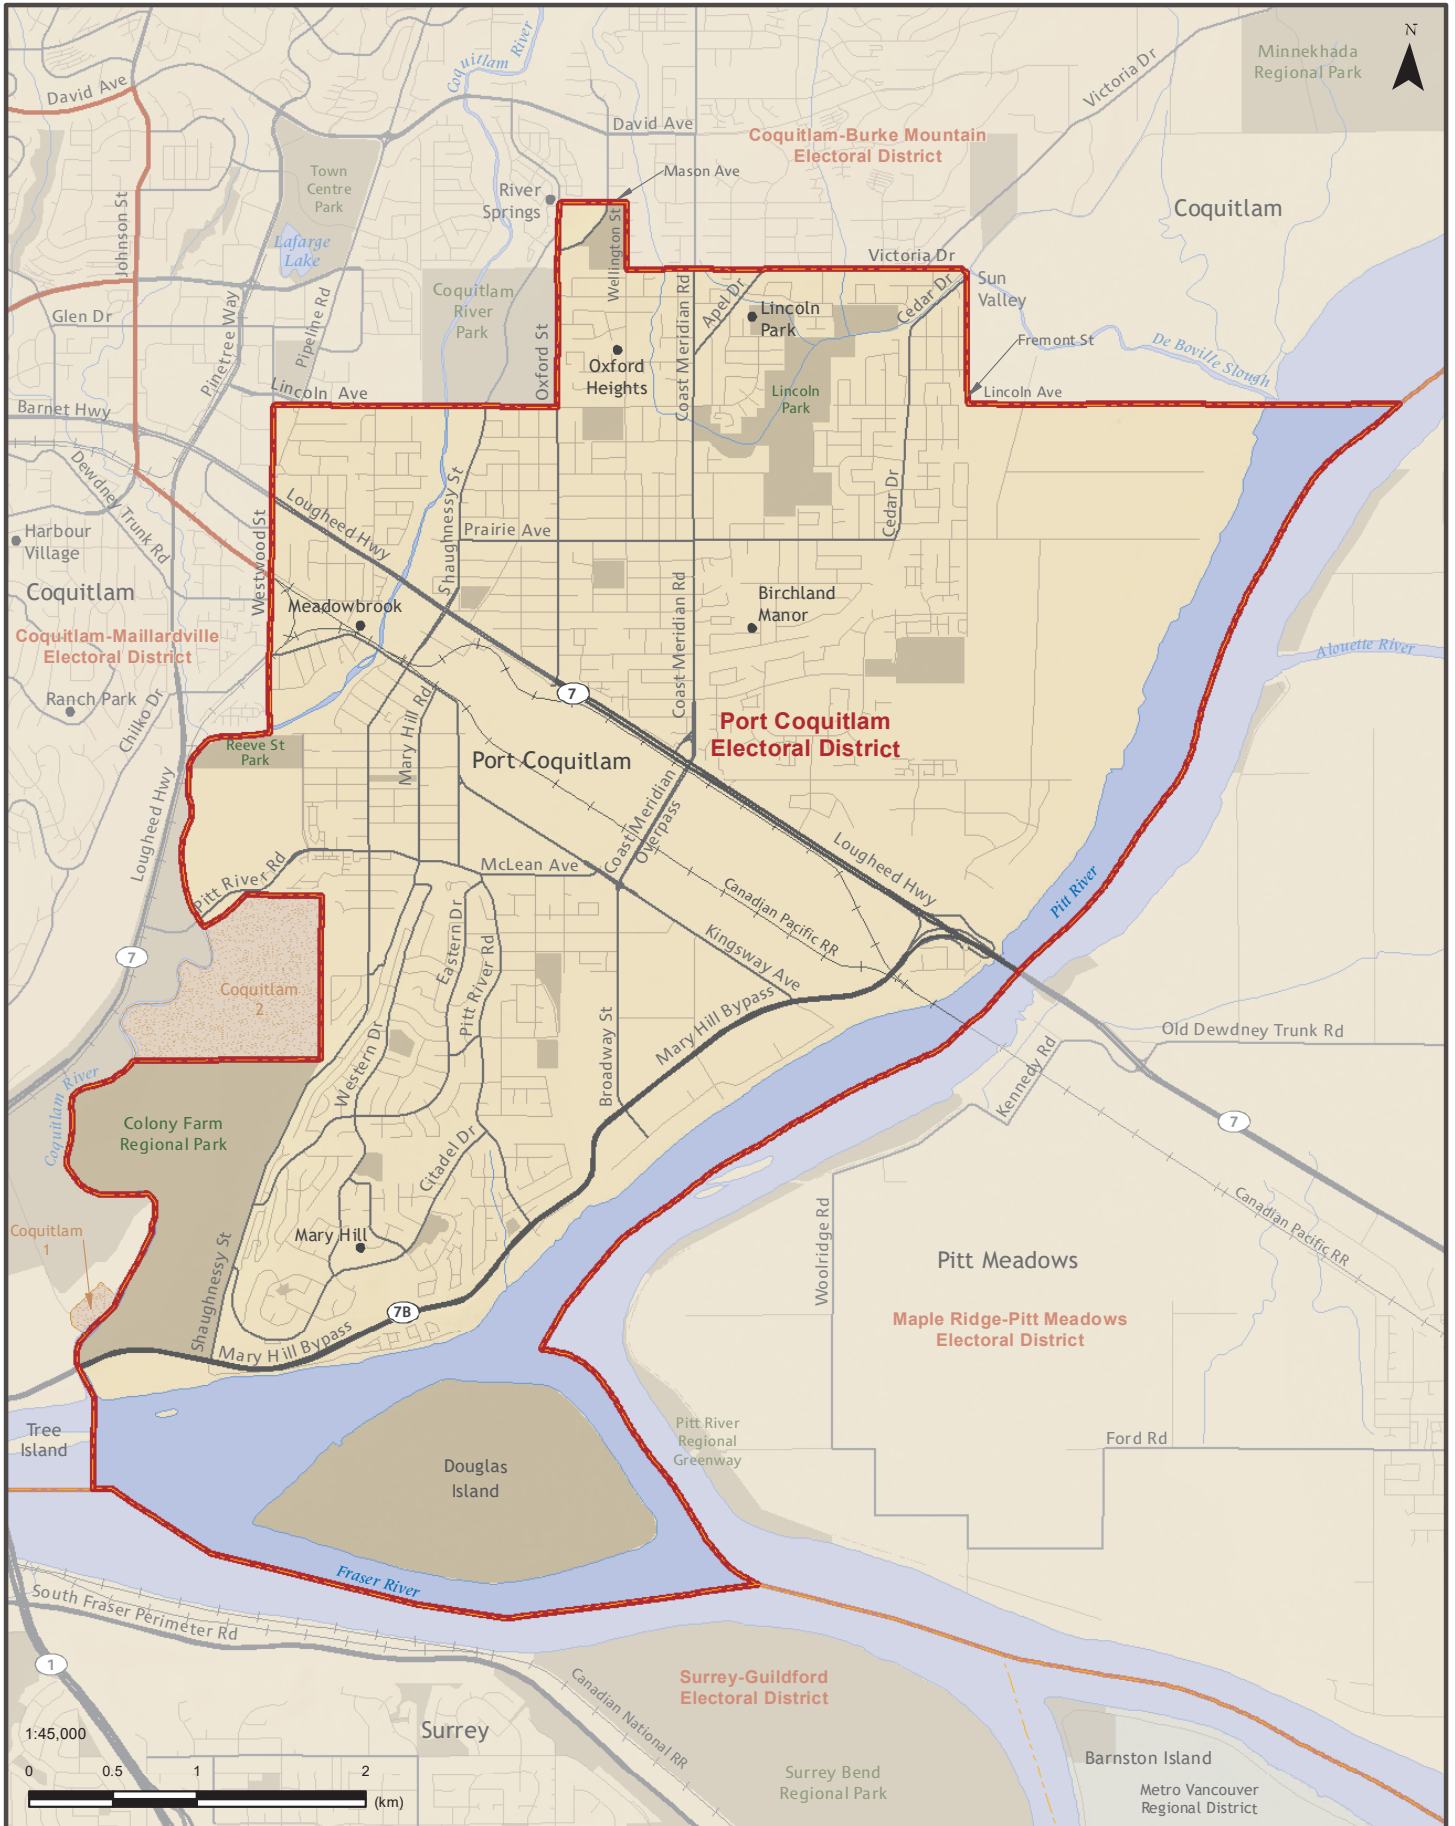 N
Minnekhada
Regional Park
Coquitlam River
Victoria Dr
David Ave
David Ave
Coquitlam-Burke Mountain
Electoral District
Mason Ave
Town
Centre
Park
River
Springs
Coquitlam
Johnson St
Wellington St
Lafarge
Lake
Victoria Dr
Sun
Valley
Coquitlam
River
Park
Cedar Dr
Apel Dr
Lincoln
Park
Glen Dr
Pipeline Rd
Pinetree Way
Oxford St
Coast Meridian Rd
Fremont St
De Boville Slough
Oxford
Heights
Lincoln
Park
Lincoln Ave
Lincoln Ave
Barnet Hwy
Dewdney Trunk Rd
Lougheed Hwy
Shaughnessy St
Prairie Ave
Cedar Dr
Harbour
Village
Westwood St
Coquitlam
Meadowbrook
Coast Meridian Rd
Birchland
Manor
Coquitlam-Maillardville
Electoral District
Alouette River
Ranch Park
Chilko Dr
Mary Hill Rd
7
Port Coquitlam
Electoral District
Reeve St
Park
Port Coquitlam
Lougheed Hwy
Coast Meridian
Overpass
Pitt River Rd
McLean Ave
Lougheed Hwy
Canadian Pacific RR
Pitt River
Eastern Dr
Pitt River Rd
Kingsway Ave
7
Coquitlam
2
Mary Hill Bypass
Broadway St
Old Dewdney Trunk Rd
Western Dr
Kennedy Rd
Coquitlam River
Colony Farm
Regional Park
7
Citadel Dr
Canadian Pacific RR
Coquitlam
1
Mary Hill
Woolridge Rd
Pitt Meadows
Shaughnessy St
7B
Mary Hill Bypass
Maple Ridge-Pitt Meadows
Electoral District
Tree
Island
Pitt River
Regional
Greenway
Ford Rd
Douglas
Island
Fraser River
South Fraser Perimeter Rd
1
Canadian National RR
Surrey-Guildford
Electoral District
Surrey
1:45,000
Barnston Island
Surrey Bend
Regional Park
Metro Vancouver
Regional District
0 0.5 1 2
(km)